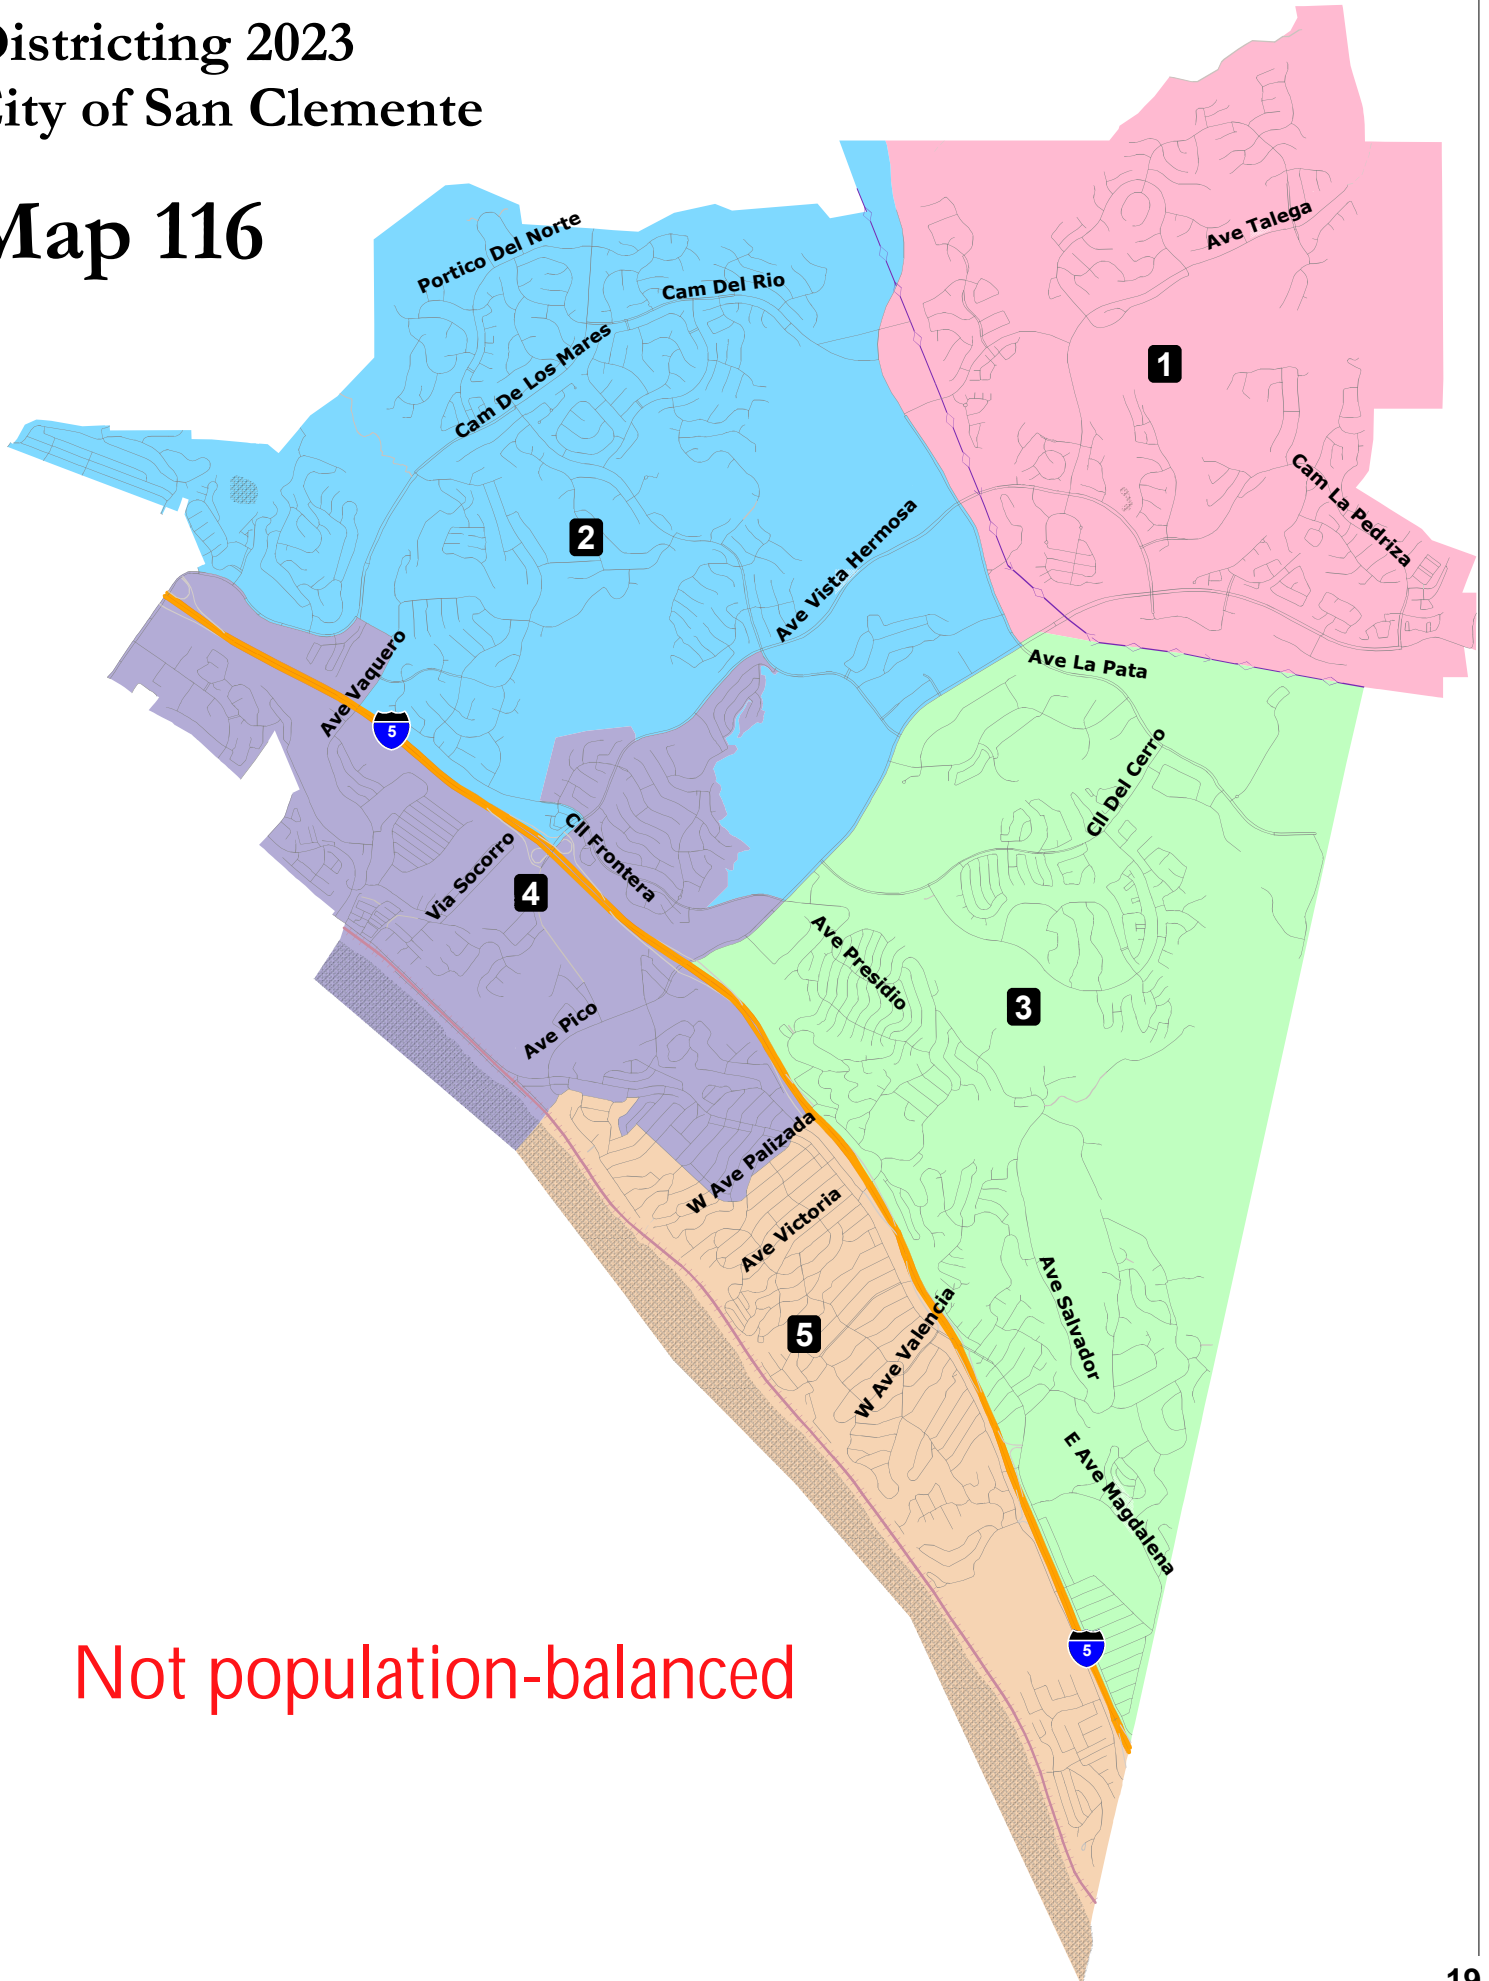 Districting 2023
City of San Clemente
Map 116
Portico Del Norte
Cam Del Rio
Ave Talega
Cam De Los Mares
1
Cam La Pedriza
2
Ave Vista Hermosa
Ave La Pata
Ave Vaquero
5
Cll Del Cerro
Cll Frontera
Via Socorro
4
Ave Presidio
3
Ave Pico
W Ave Palizada
Ave Victoria
Ave Salvador
5
W Ave Valencia
E Ave Magdalena
5
Not population-balanced
19